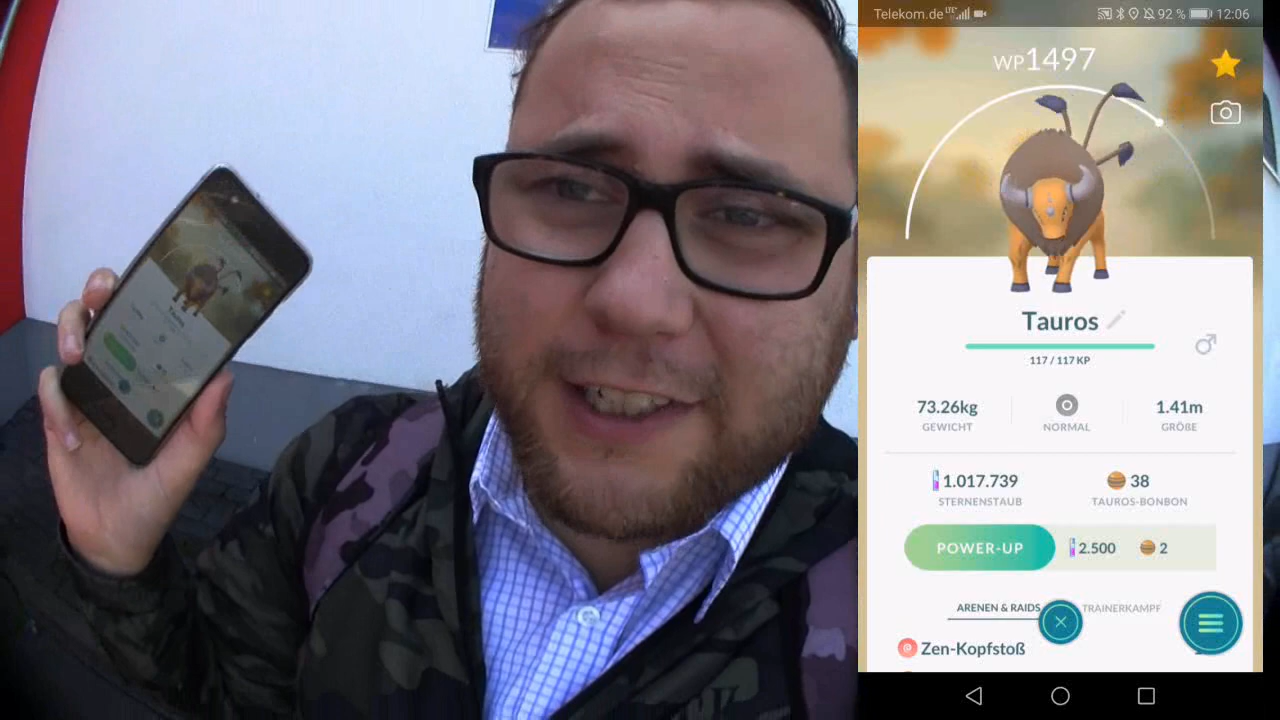 Telekom.de LTE 92 % 12:06
WP1497
Tauros
117 / 117 KP
73.26kg
GEWICHT
NORMAL
1.41m
GRÖßE
1.017.739
STERNENSTAUB
38
TAUROS-BONBON
POWER-UP 2.500 2
ARENEN & RAIDS TRAINERKAMPF
Zen-Kopfstoß